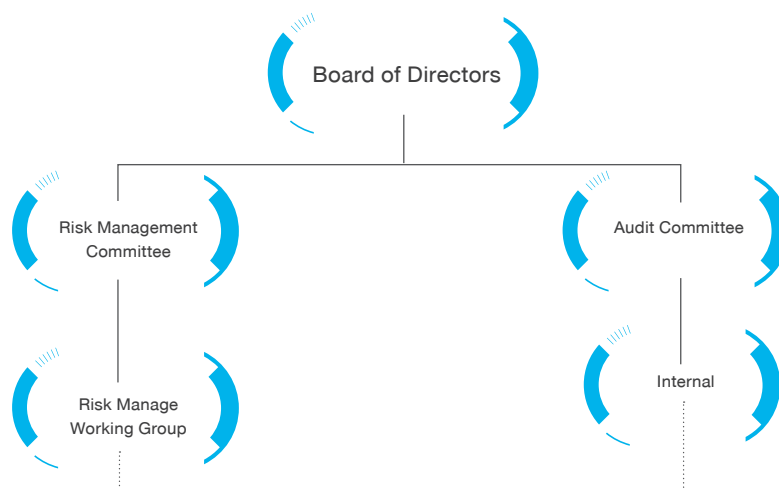 Board of Directors
Risk Management
Committee
Audit Committee
Risk Manage
Working Group
Internal